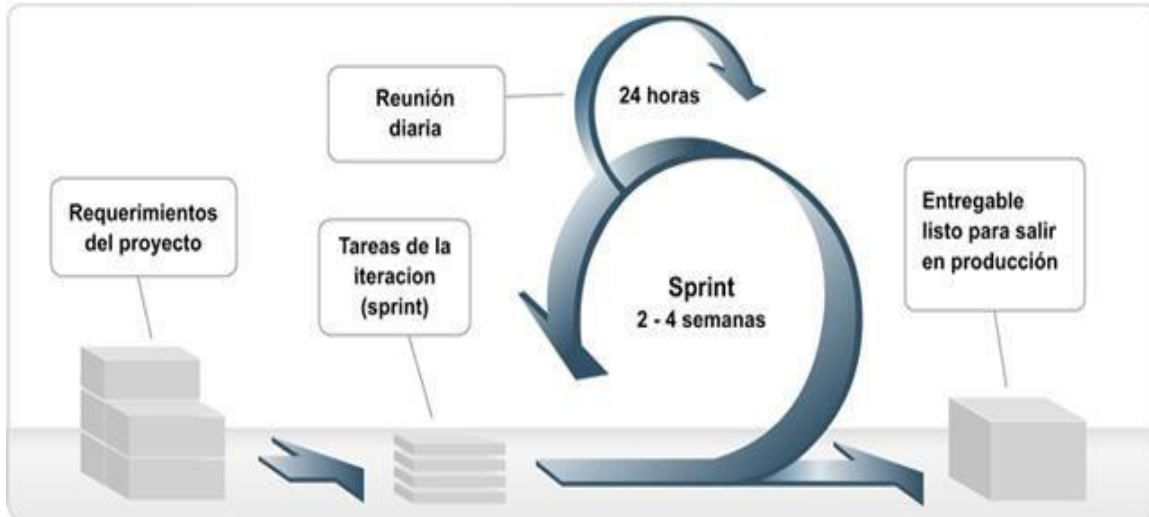 Reunión
diaria
24 horas
Requerimientos
del proyecto
Tareas de la
iteracion
(sprint)
Sprint
2 - 4 semanas
Entregable
listo para salir
en producción